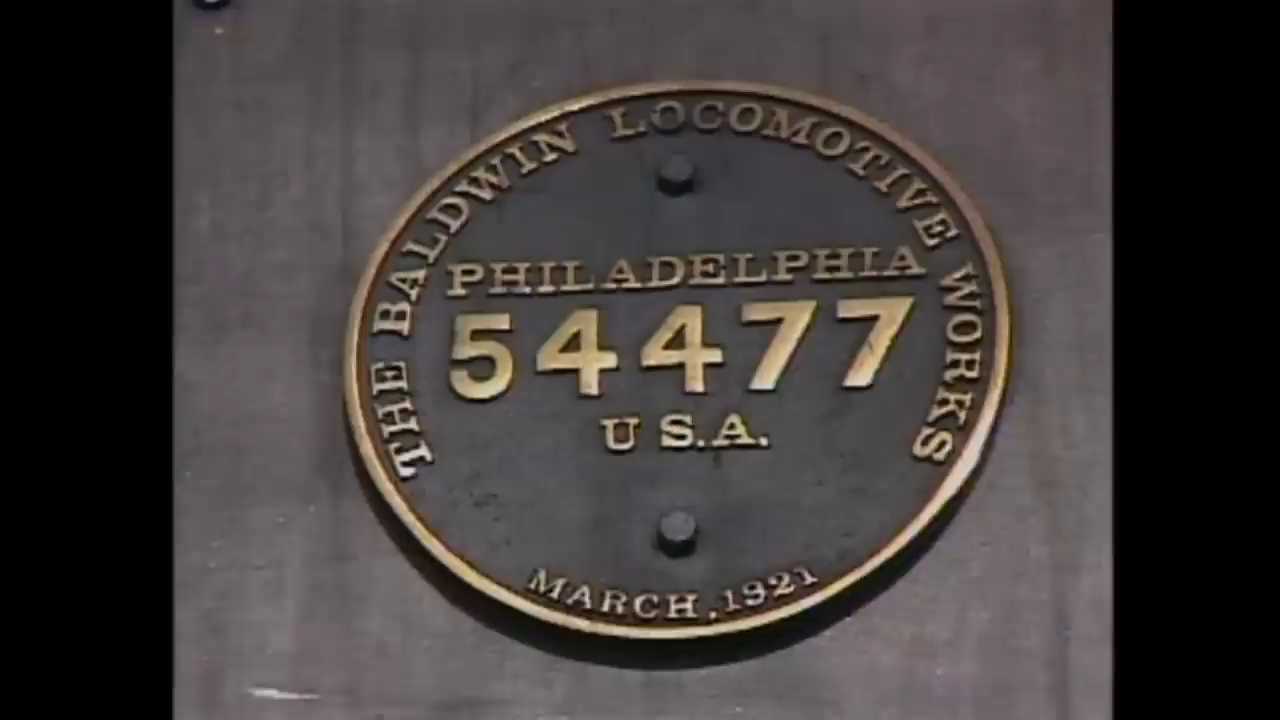 THE BALDWIN LOCOMOTIVE WORKS
PHILADELPHIA
54477
U S.A.
MARCH, 1921